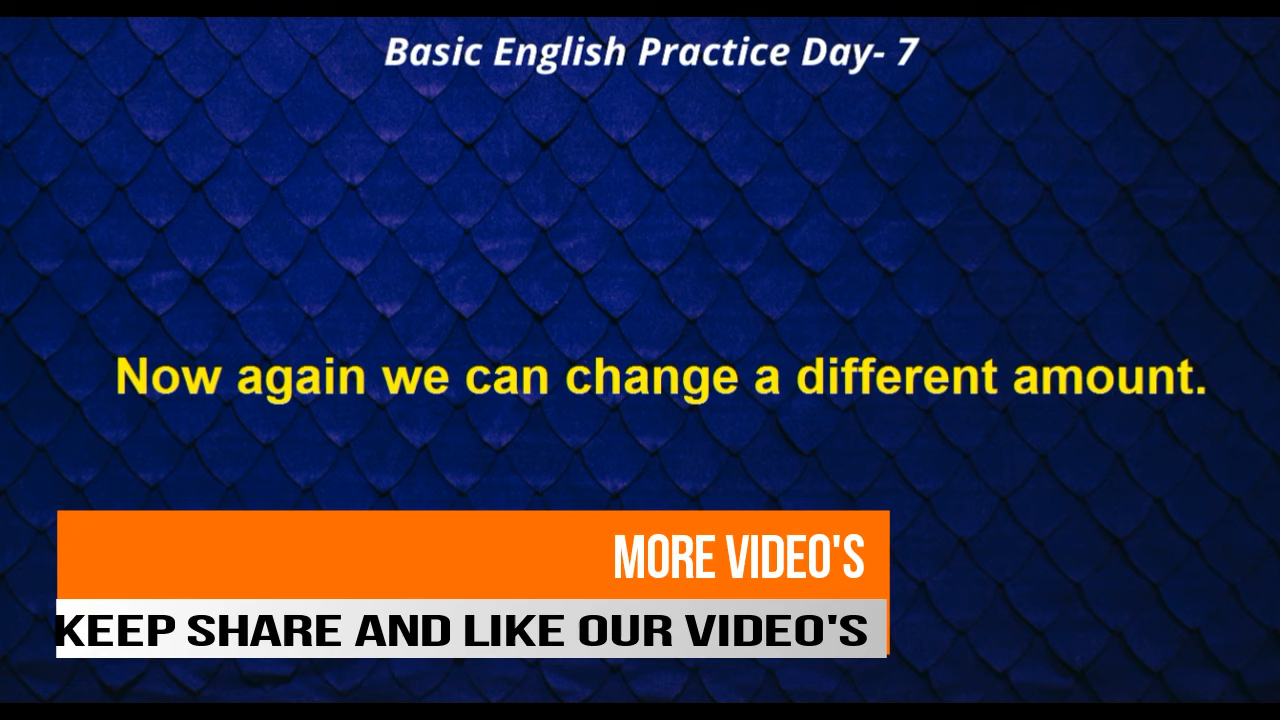 Basic English Practice Day- 7
Now again we can change a different amount.
MORE VIDEO'S
KEEP SHARE AND LIKE OUR VIDEO'S